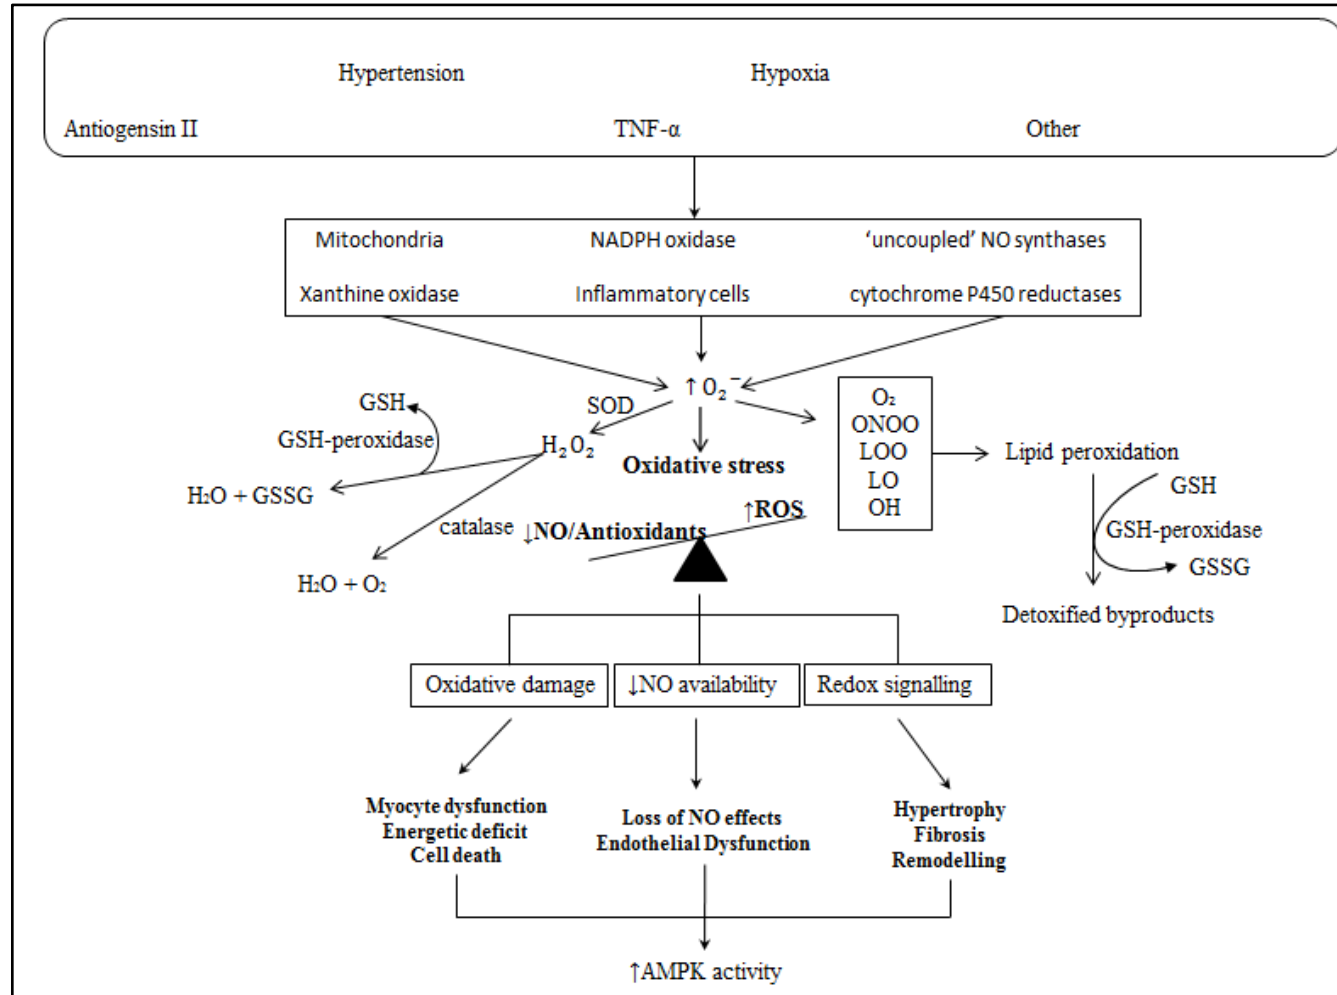 Hypertension Hypoxia
Antiogensin II TNF-α Other
Mitochondria NADPH oxidase ‘uncoupled’ NO synthases
Xanthine oxidase Inflammatory cells cytochrome P450 reductases
↑ O₂⁻
SOD
GSH
GSH-peroxidase
H₂O₂
H₂O + GSSG
catalase
H₂O + O₂
Oxidative stress
↑ROS
↓NO/Antioxidants
O₂
ONOO
LOO
LO
OH
Lipid peroxidation
GSH
GSH-peroxidase
GSSG
Detoxified byproducts
Oxidative damage ↓NO availability Redox signalling
Myocyte dysfunction
Energetic deficit
Cell death
Loss of NO effects
Endothelial Dysfunction
Hypertrophy
Fibrosis
Remodelling
↑AMPK activity